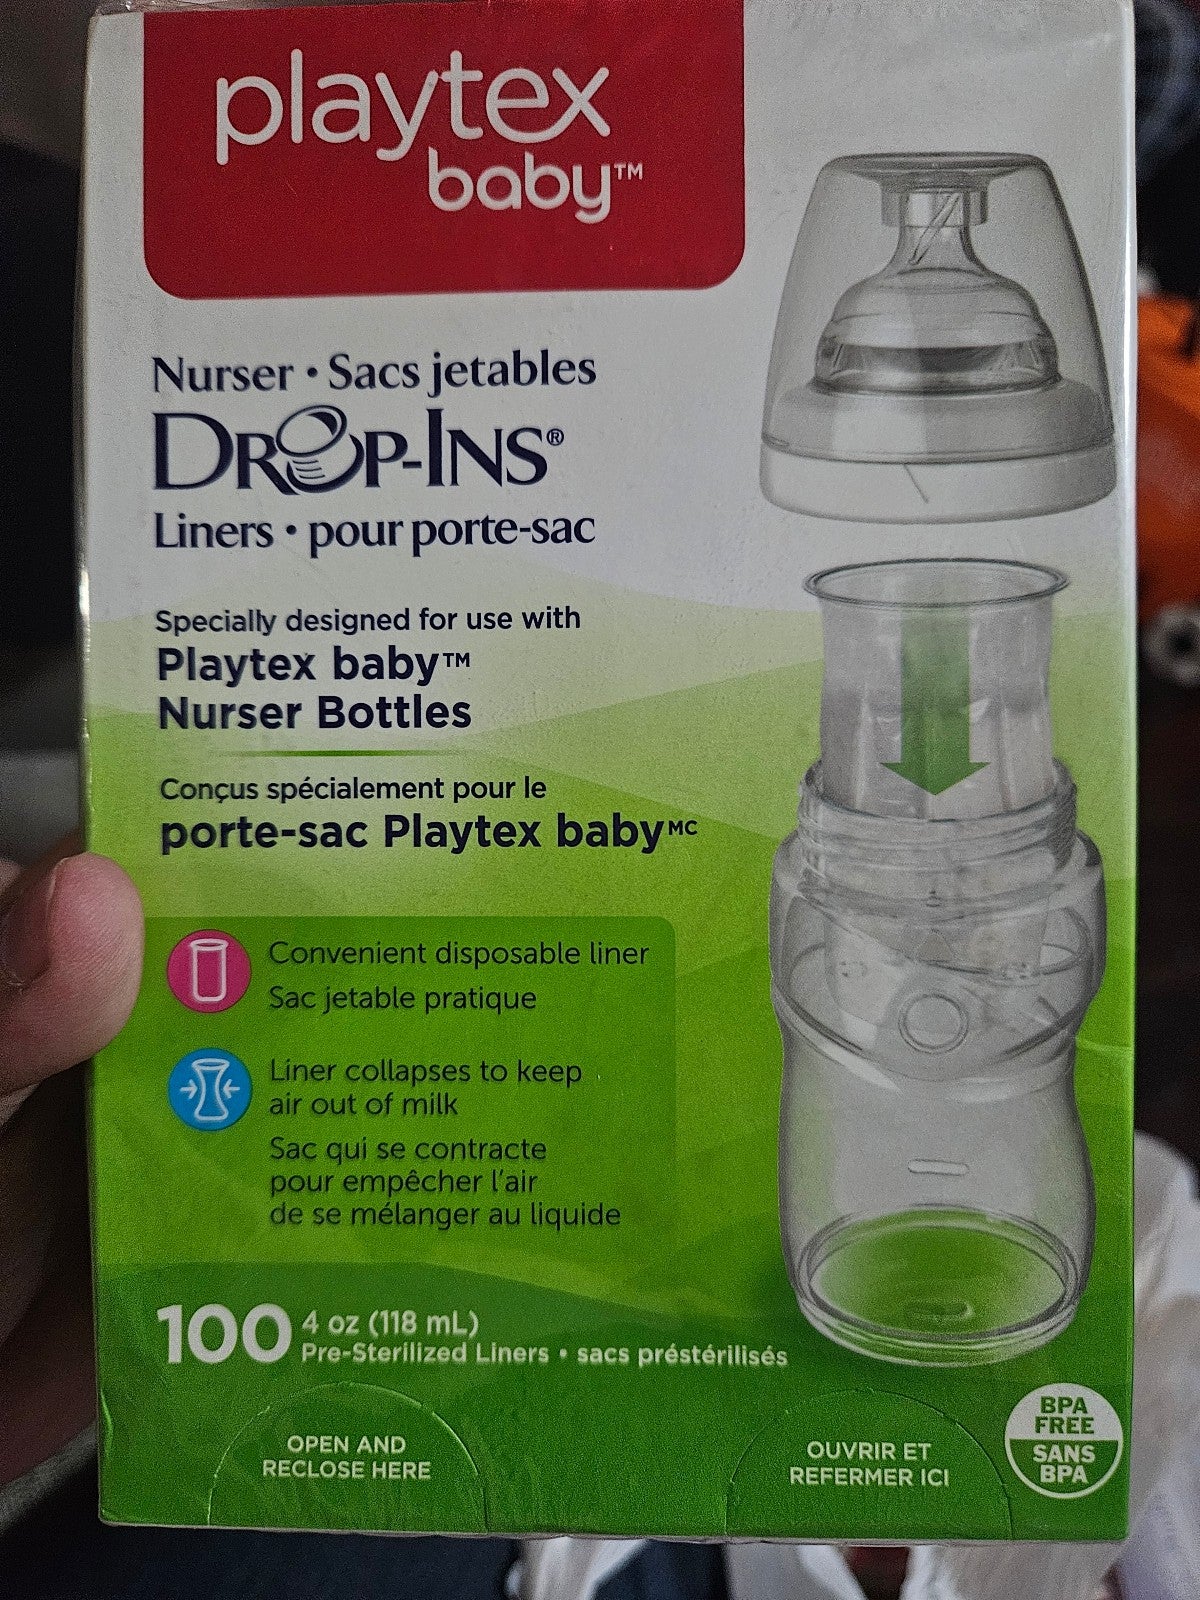 playtex
baby™
Nurser • Sacs jetables
DROP-INS®
Liners • pour porte-sac
Specially designed for use with
Playtex baby™
Nurser Bottles
Conçus spécialement pour le
porte-sac Playtex babyMC
Convenient disposable liner
Sac jetable pratique
Liner collapses to keep
air out of milk
Sac qui se contracte
pour empêcher l'air
de se mélanger au liquide
100 4 oz (118 mL)
Pre-Sterilized Liners • sacs préstérilisés
OPEN AND
RECLOSE HERE
OUVRIR ET
REFERMER ICI
BPA
FREE
SANS
BPA